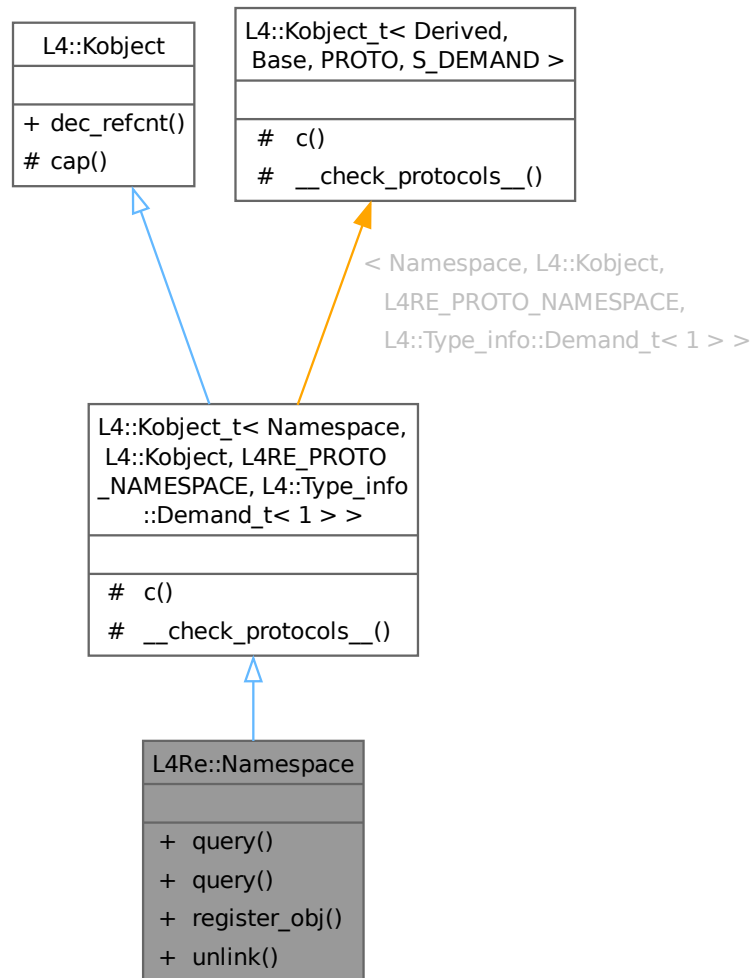 L4::Kobject
+ dec_refcnt()
# cap()
L4::Kobject_t< Derived,
Base, PROTO, S_DEMAND >
# c()
# __check_protocols__()
< Namespace, L4::Kobject,
L4RE_PROTO_NAMESPACE,
L4::Type_info::Demand_t< 1 > >
L4::Kobject_t< Namespace,
L4::Kobject, L4RE_PROTO
_NAMESPACE, L4::Type_info
::Demand_t< 1 > >
# c()
# __check_protocols__()
L4Re::Namespace
+ query()
+ query()
+ register_obj()
+ unlink()